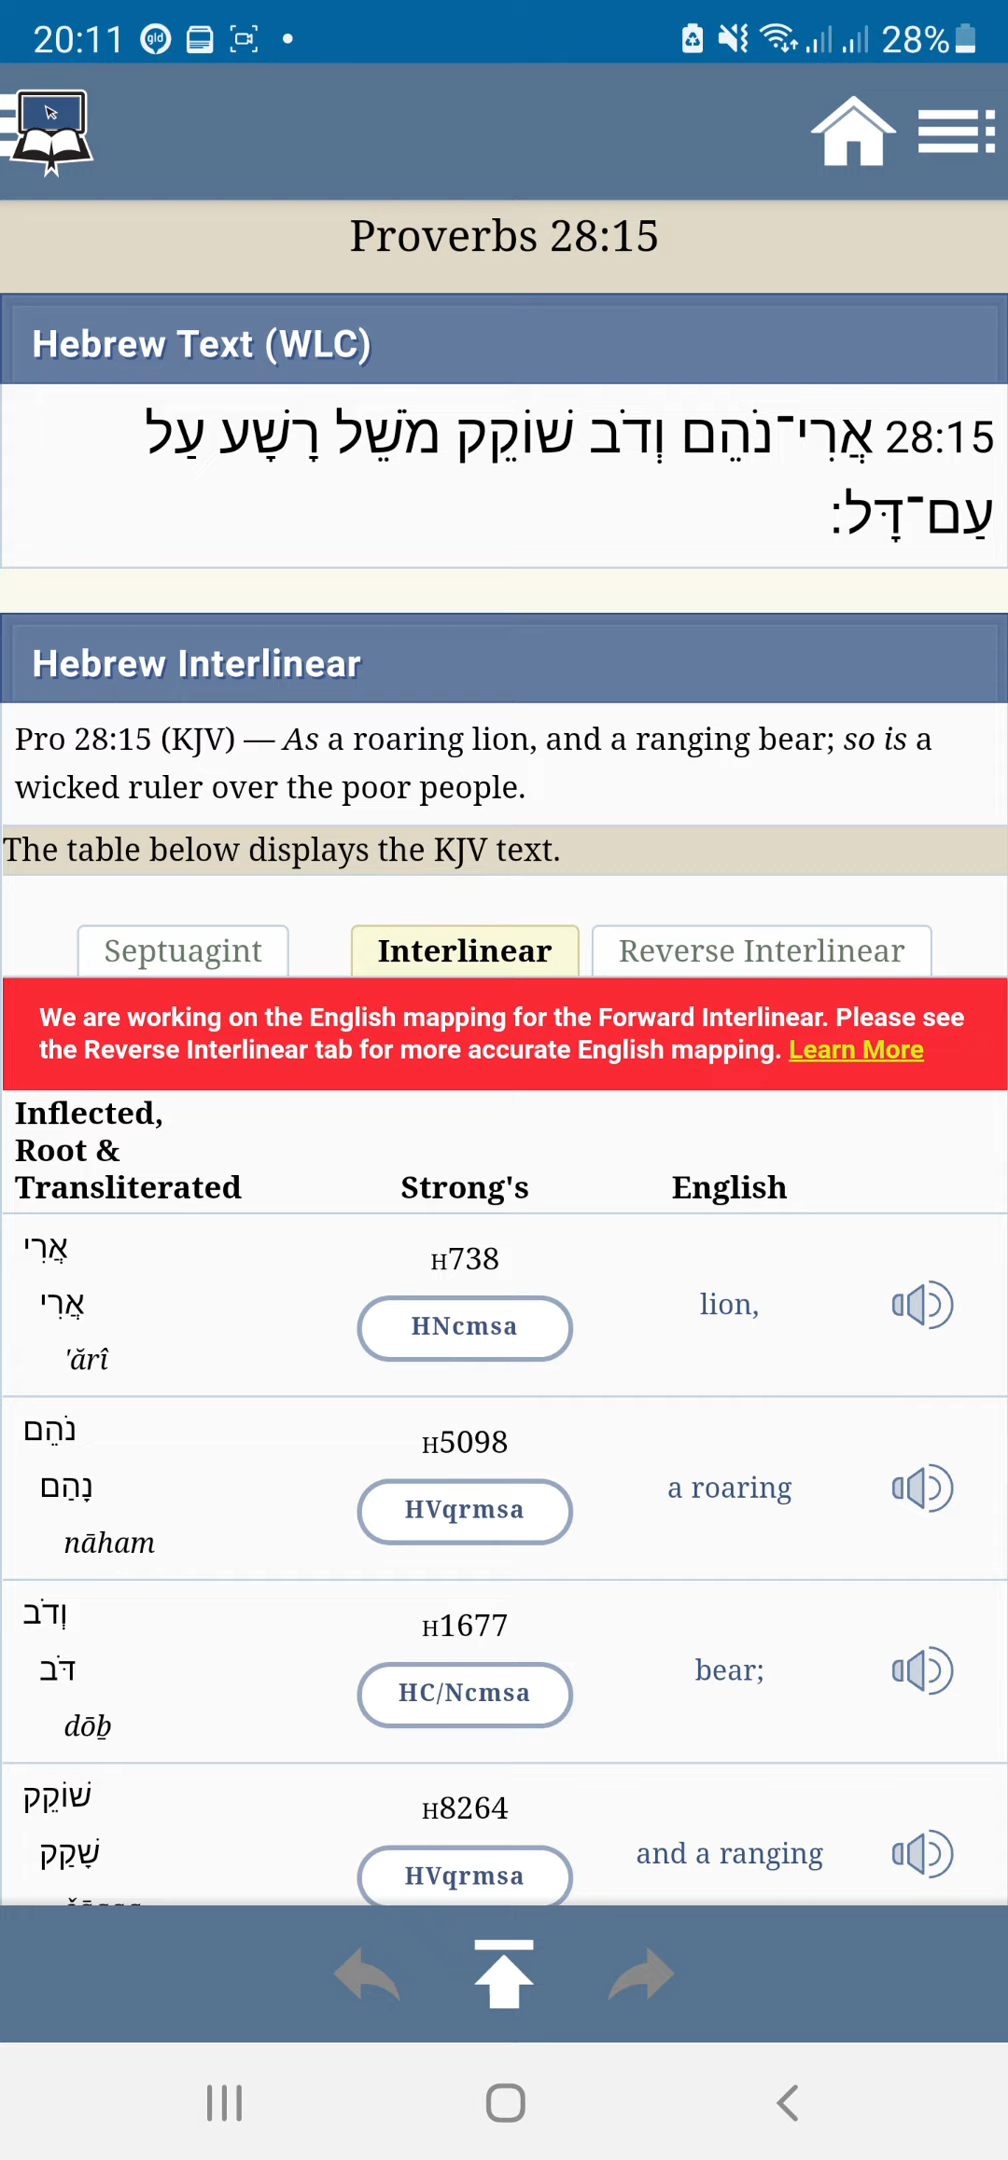 20:11 gld 28%
Proverbs 28:15
Hebrew Text (WLC)
28:15 אֲרִי־נֹהֵם וְדֹב שׁוֹקֵק מֹשֵׁל רָשָׁע עַל
עַם־דָּל׃
Hebrew Interlinear
Pro 28:15 (KJV) — As a roaring lion, and a ranging bear; so is a
wicked ruler over the poor people.
The table below displays the KJV text.
Septuagint Interlinear Reverse Interlinear
We are working on the English mapping for the Forward Interlinear. Please see
the Reverse Interlinear tab for more accurate English mapping. Learn More
Inflected,
Root &
Transliterated Strong's English
אֲרִי
H738
אֲרִי
HNcmsa
lion,
'ărî
נֹהֵם
H5098
נָהַם
HVqrmsa
a roaring
nāham
וְדֹב
H1677
דֹּב
HC/Ncmsa
bear;
dōḇ
שׁוֹקֵק
H8264
שָׁקַק
HVqrmsa
and a ranging